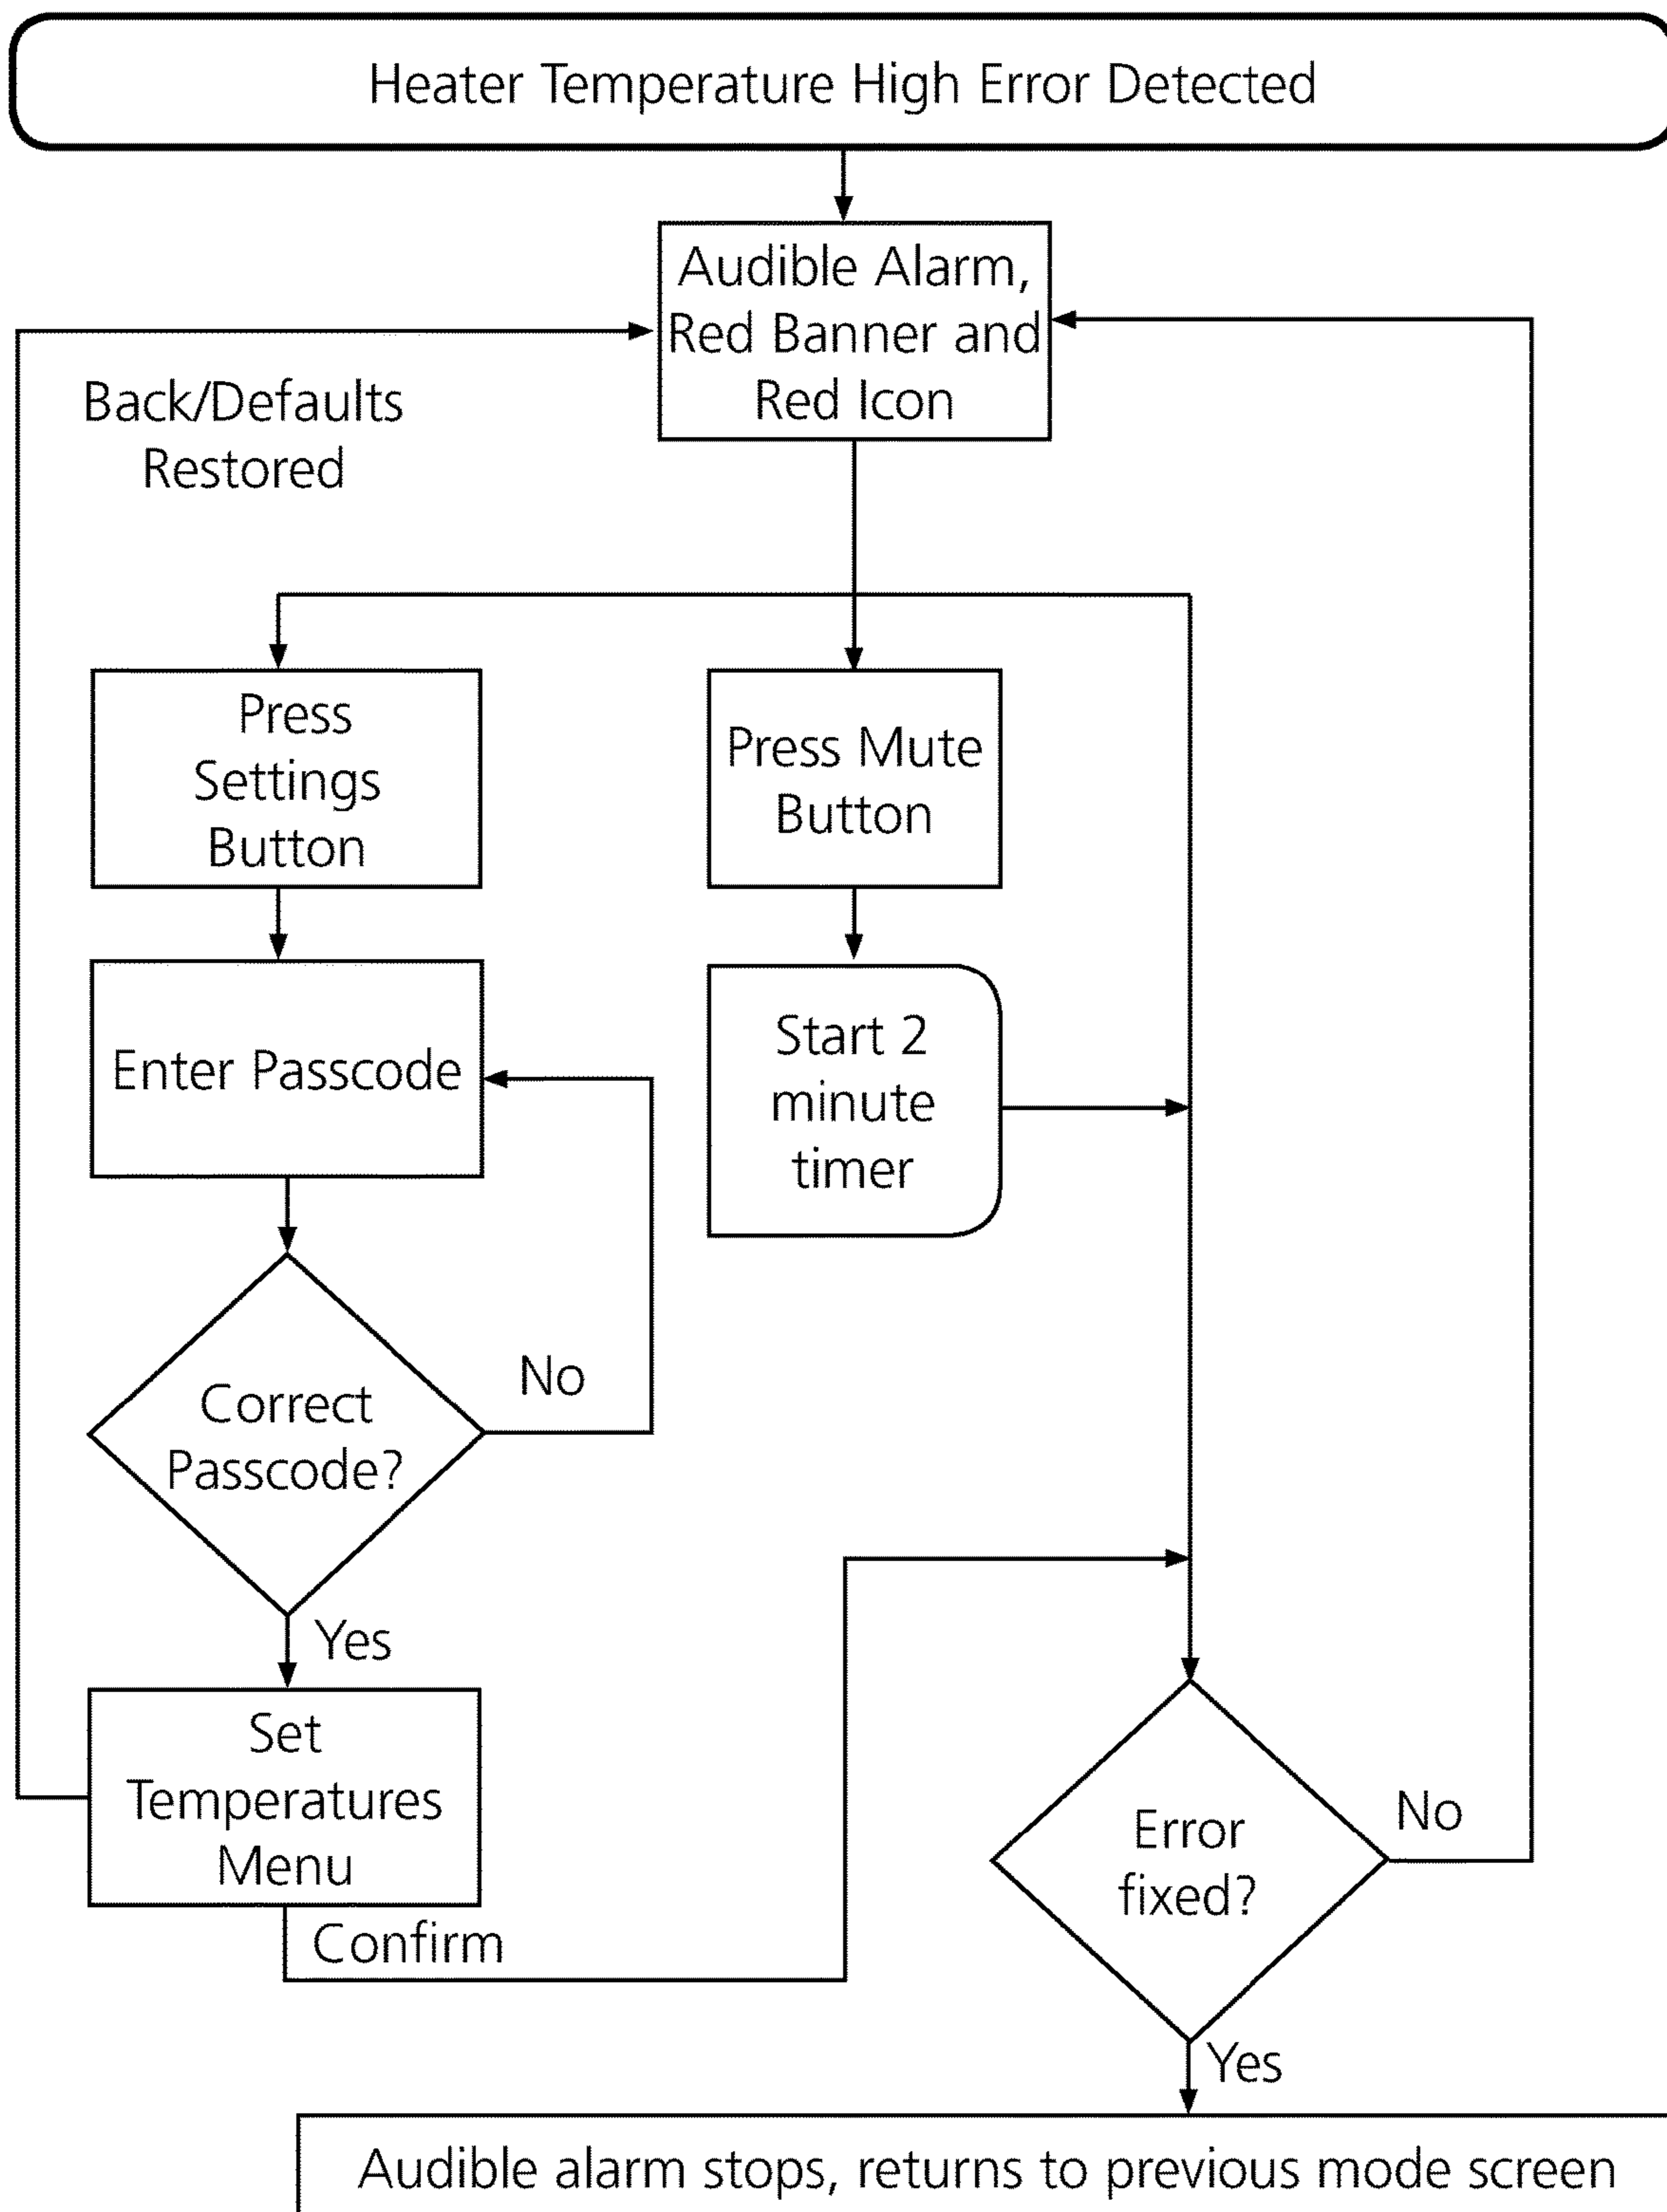 Heater Temperature High Error Detected
Audible Alarm,
Red Banner and
Red Icon
Back/Defaults
Restored
Press
Settings
Button
Press Mute
Button
Enter Passcode
Start 2
minute
timer
Correct
Passcode?
No
Yes
Set
Temperatures
Menu
Confirm
Error
fixed?
No
Yes
Audible alarm stops, returns to previous mode screen